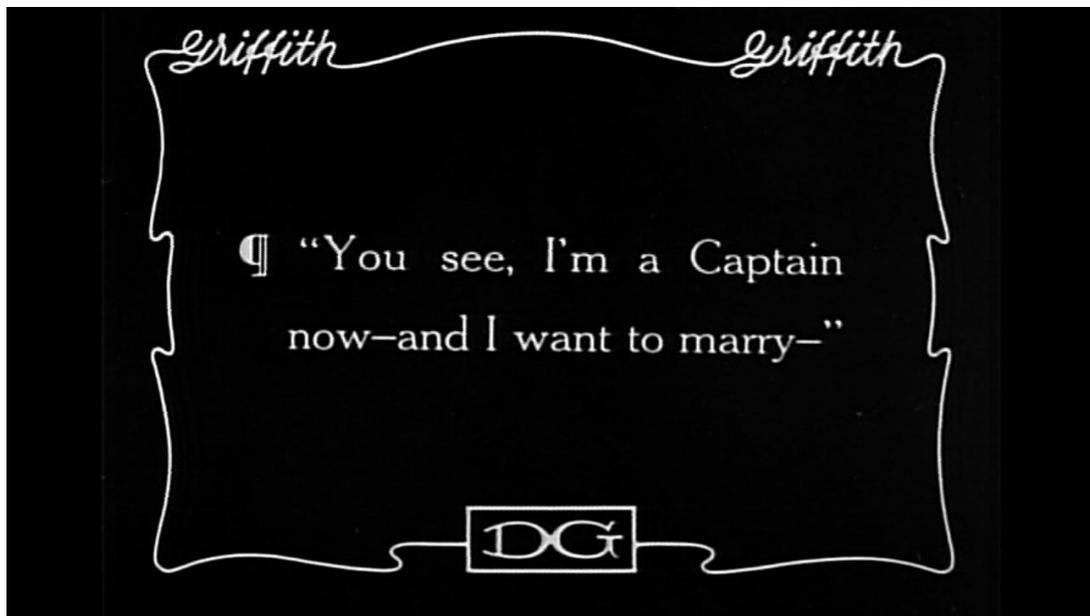 Griffith Griffith
¶ “You see, I'm a Captain
now—and I want to marry—”
DG